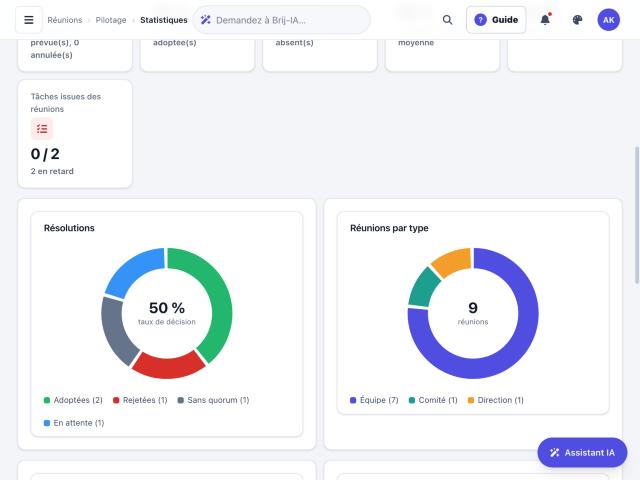 Réunions › Pilotage › Statistiques
Demandez à Brij-IA...
? Guide
AK
prévue(s), 0
annulée(s)
adoptée(s)
absent(s)
moyenne
Tâches issues des
réunions
0 / 2
2 en retard
Résolutions
50 %
taux de décision
Adoptées (2) Rejetées (1) Sans quorum (1)
En attente (1)
Réunions par type
9
réunions
Équipe (7) Comité (1) Direction (1)
Assistant IA